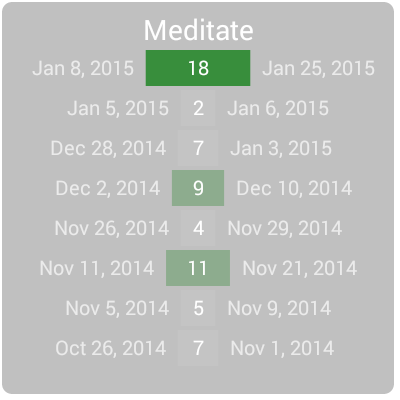 Meditate
Jan 8, 2015 18 Jan 25, 2015
Jan 5, 2015 2 Jan 6, 2015
Dec 28, 2014 7 Jan 3, 2015
Dec 2, 2014 9 Dec 10, 2014
Nov 26, 2014 4 Nov 29, 2014
Nov 11, 2014 11 Nov 21, 2014
Nov 5, 2014 5 Nov 9, 2014
Oct 26, 2014 7 Nov 1, 2014